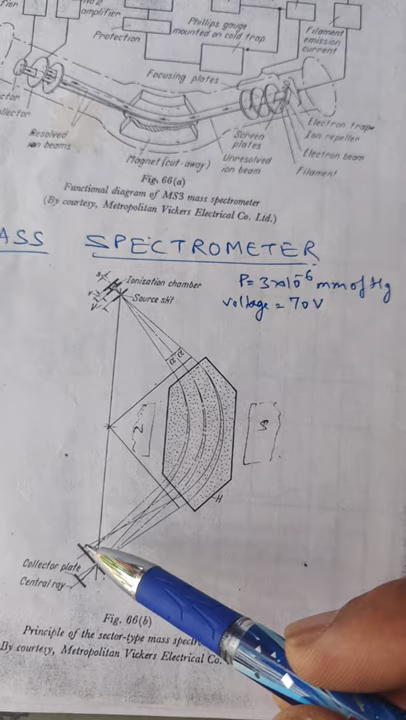 amplifier
Protection
Phillips gauge
mounted on cold trap
Filament
emission
current
Focusing plates
Electron trap
Ion repeller
Electron beam
Filament
Resolved
ion beams
Magnet (cut-away)
Unresolved
ion beam
Screen
plates
Fig. 66(a)
Functional diagram of MS3 mass spectrometer
(By courtesy, Metropolitan Vickers Electrical Co. Ltd.)
ASS SPECTROMETER
P = 3×10⁻⁶ mm of Hg
voltage = 70V
Ionisation chamber
Source slit
V
α α
S
H
Collector plate
Central ray
Fig. 66(b)
Principle of the sector-type mass
By courtesy, Metropolitan Vickers Electrical Co.